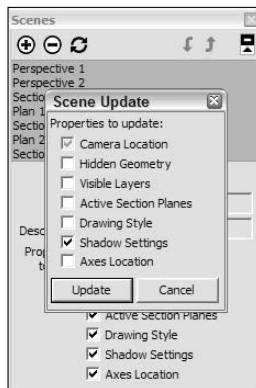 Scenes
Perspective 1
Perspective 2
Sectio
Plan 1
Sectio
Plan 2
Sectio
Scene Update
Properties to update:
Camera Location
Hidden Geometry
Visible Layers
Active Section Planes
Drawing Style
Shadow Settings
Axes Location
Update
Cancel
Desc
Prop
t
Active Section Planes
Drawing Style
Shadow Settings
Axes Location